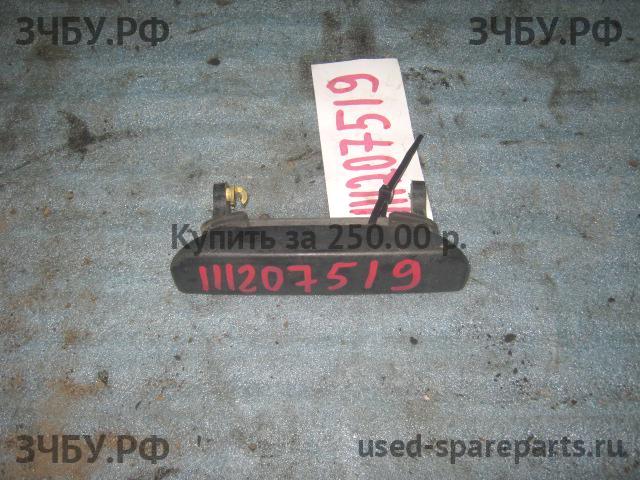 ЗЧБУ.РФ
ЗЧБУ.РФ
111207519
Купить за 250.00 р.
111207519
ЗЧБУ.РФ
used-spareparts.ru